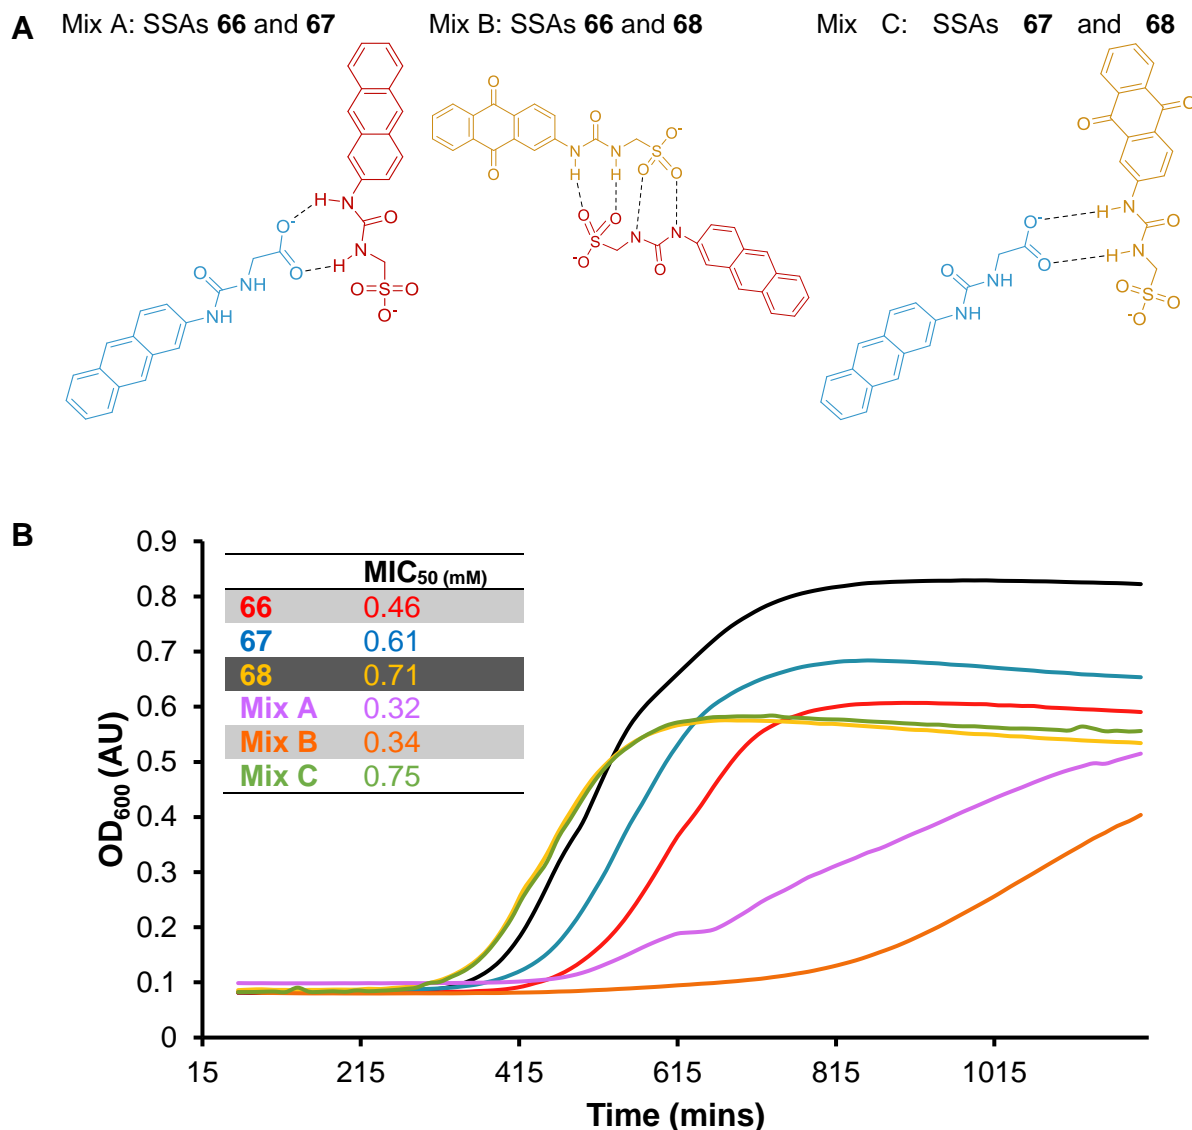 A
Mix A: SSAs 66 and 67
Mix B: SSAs 66 and 68
Mix C: SSAs 67 and 68
O-
O
O
NH
NH
H
N
O
N
H
O
S
O
O-
O
O
O
N
H
N
H
S
O-
O
O
O
S
O
O-
N
N
O
O-
O
O
NH
NH
O
O
H
N
O
H
N
O
S
O
-O
B
OD600 (AU)
0.9
0.8
0.7
0.6
0.5
0.4
0.3
0.2
0.1
0
MIC50 (mM)
66 0.46
67 0.61
68 0.71
Mix A 0.32
Mix B 0.34
Mix C 0.75
15 215 415 615 815 1015
Time (mins)